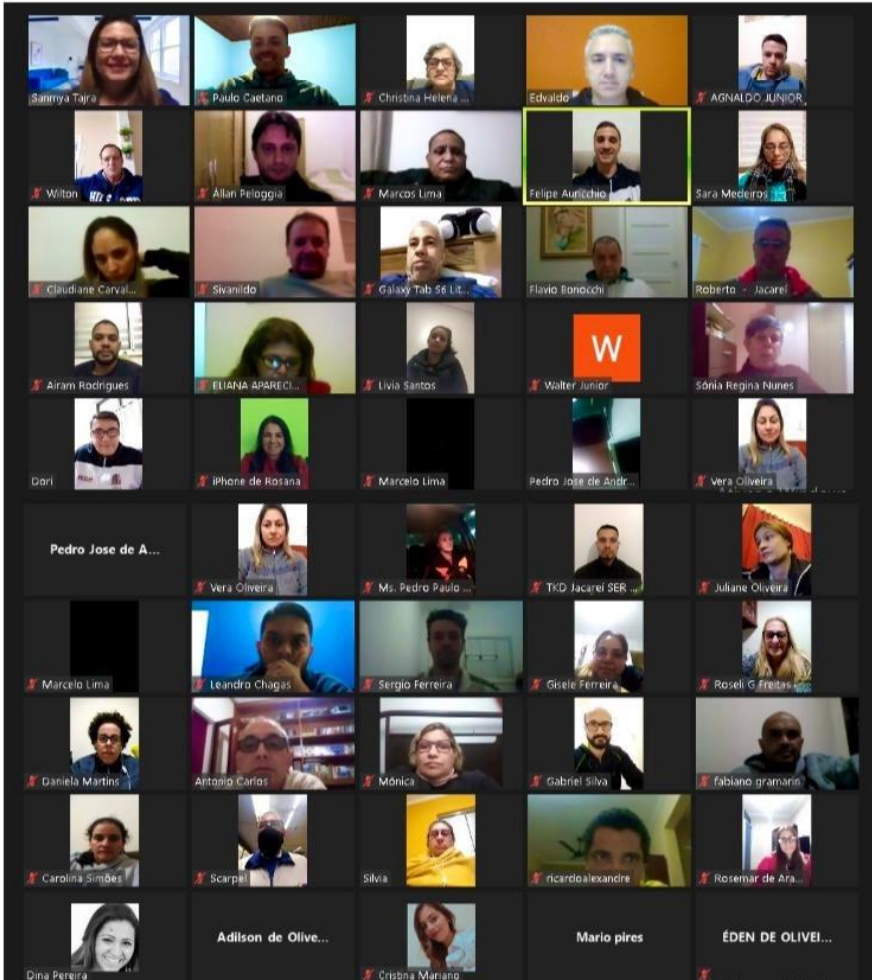 Sanmya Tajra
Paulo Caetano
Christina Helena ...
Edvaldo
AGNALDO JUNIOR
Wilton
Állan Peloggia
Marcos Lima
Felipe Auricchio
Sara Medeiros
Claudiane Carval...
Sivanildo
Galaxy Tab S6 Lit...
Flavio Bonocchi
Roberto - Jacareí
Airam Rodrigues
ELIANA APARECI...
Livia Santos
W
Walter Junior
Sônia Regina Nunes
Dori
iPhone de Rosana
Marcelo Lima
Pedro Jose de Andr...
Vera Oliveira
Pedro Jose de A...
Vera Oliveira
Ms. Pedro Paulo ...
TKD Jacareí SER ...
Juliane Oliveira
Marcelo Lima
Leandro Chagas
Sergio Ferreira
Gisele Ferreira
Roseli G Freitas
Daniela Martins
Antonio Carlos
Mônica
Gabriel Silva
fabiano gramarin
Carolina Simões
Scarpel
Silvia
ricardoalexandre
Rosemar de Ara...
Dina Pereira
Adilson de Olive...
Cristina Mariano
Mario pires
ÉDEN DE OLIVEI...